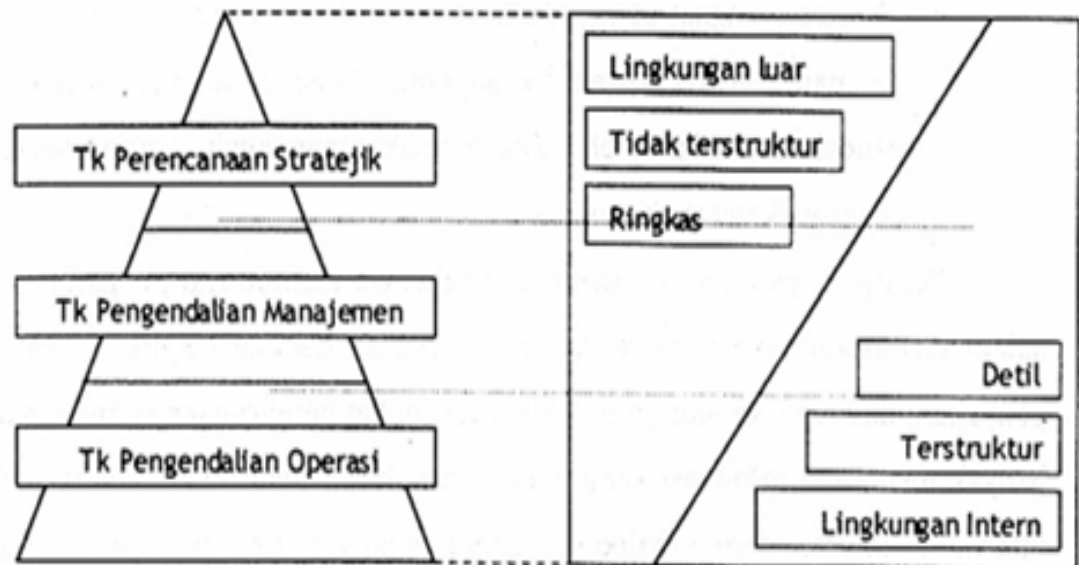 Tk Perencanaan Stratejik
Tk Pengendalian Manajemen
Tk Pengendalian Operasi
Lingkungan luar
Tidak terstruktur
Ringkas
Detil
Terstruktur
Lingkungan Intern